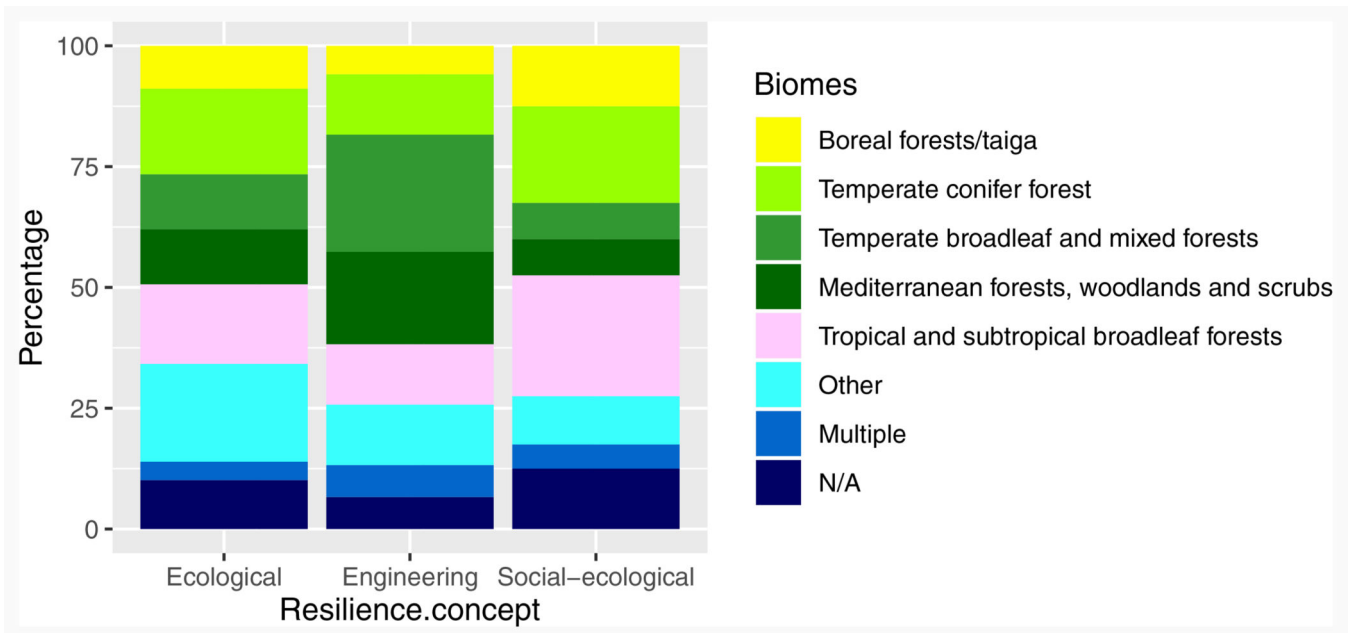 Percentage
100
75
50
25
0
Ecological
Engineering
Social−ecological
Resilience.concept
Biomes
Boreal forests/taiga
Temperate conifer forest
Temperate broadleaf and mixed forests
Mediterranean forests, woodlands and scrubs
Tropical and subtropical broadleaf forests
Other
Multiple
N/A